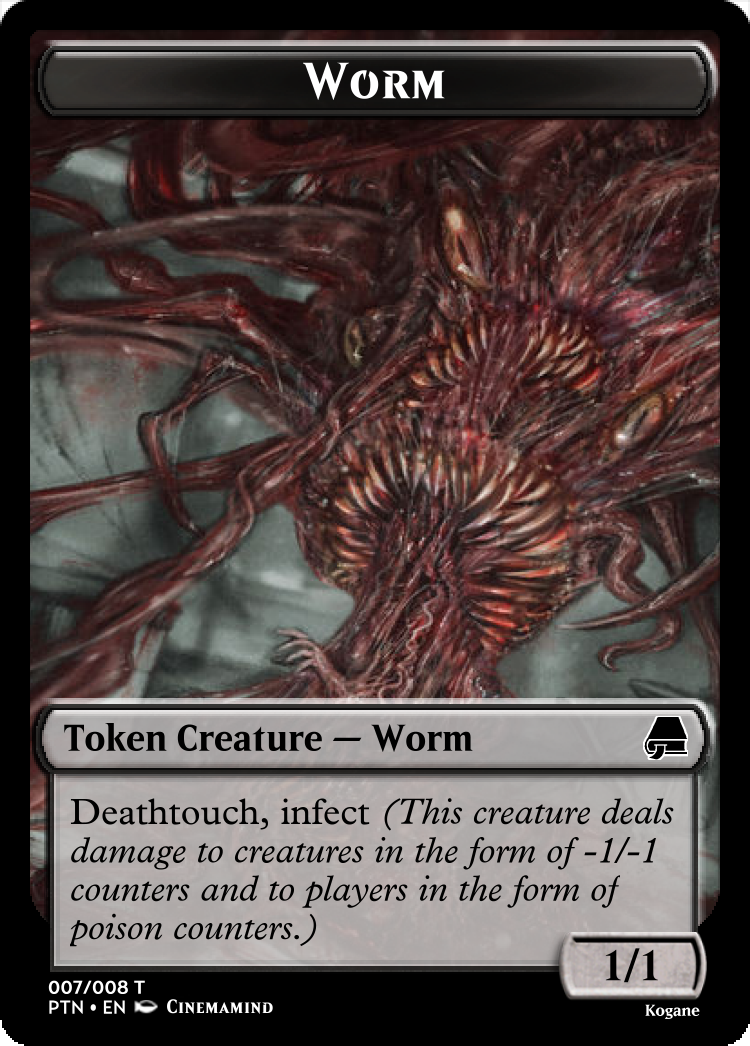 Worm
Token Creature — Worm
Deathtouch, infect (This creature deals
damage to creatures in the form of -1/-1
counters and to players in the form of
poison counters.)
1/1
007/008 T
PTN • EN Cinemamind
Kogane